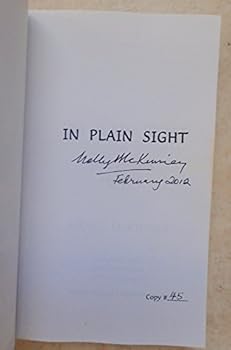 IN PLAIN SIGHT
Molly McKinney
February 2012
Copy # 45